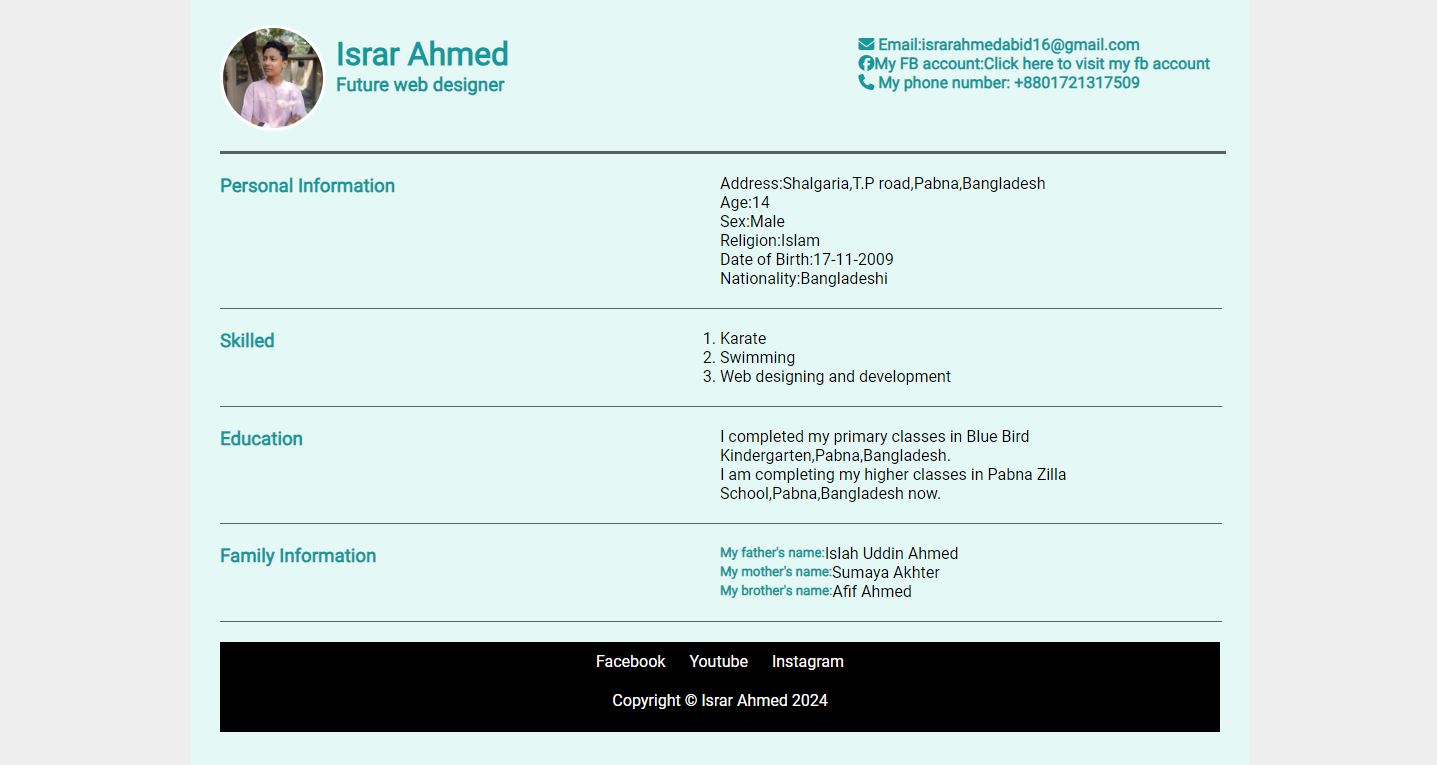 Israr Ahmed
Future web designer
Email:israrahmedabid16@gmail.com
My FB account:Click here to visit my fb account
My phone number: +8801721317509
Personal Information
Address:Shalgaria,T.P road,Pabna,Bangladesh
Age:14
Sex:Male
Religion:Islam
Date of Birth:17-11-2009
Nationality:Bangladeshi
Skilled
1. Karate
2. Swimming
3. Web designing and development
Education
I completed my primary classes in Blue Bird
Kindergarten,Pabna,Bangladesh.
I am completing my higher classes in Pabna Zilla
School,Pabna,Bangladesh now.
Family Information
My father's name:Islah Uddin Ahmed
My mother's name:Sumaya Akhter
My brother's name:Afif Ahmed
Facebook Youtube Instagram
Copyright © Israr Ahmed 2024